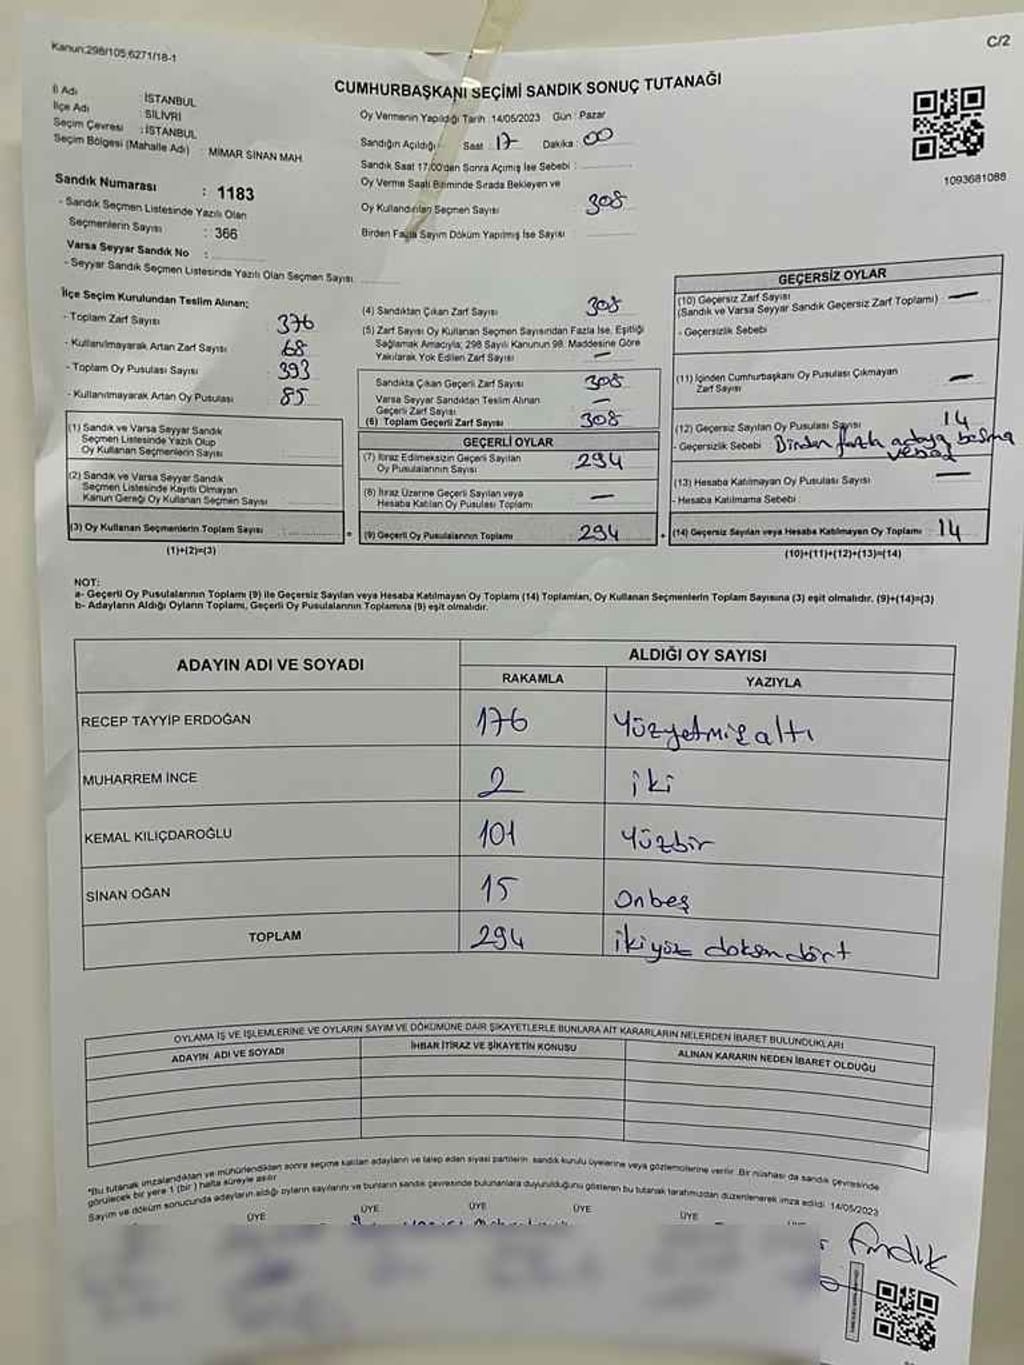 Kanun:298/105;6271/18-1
C/2
CUMHURBAŞKANI SEÇİMİ SANDIK SONUÇ TUTANAĞI
İl Adı : İSTANBUL
İlçe Adı : SİLİVRİ
Seçim Çevresi : İSTANBUL
Seçim Bölgesi (Mahalle Adı) : MİMAR SİNAN MAH.
Sandık Numarası : 1183
- Sandık Seçmen Listesinde Yazılı Olan
Seçmenlerin Sayısı : 366
Varsa Seyyar Sandık No :
- Seyyar Sandık Seçmen Listesinde Yazılı Olan Seçmen Sayısı
Oy Vermenin Yapıldığı Tarih : 14/05/2023 Gün : Pazar
Sandığın Açıldığı Saat : 17 Dakika : 00
Sandık Saat 17:00'den Sonra Açılmış İse Sebebi :
Oy Verme Saati Bitiminde Sırada Bekleyen ve
Oy Kullandırılan Seçmen Sayısı 308
Birden Fazla Sayım Döküm Yapılmış İse Sayısı
1093681088
İlçe Seçim Kurulundan Teslim Alınan;
- Toplam Zarf Sayısı 376
- Kullanılmayarak Artan Zarf Sayısı 68
- Toplam Oy Pusulası Sayısı 393
- Kullanılmayarak Artan Oy Pusulası 85
(1) Sandık ve Varsa Seyyar Sandık
Seçmen Listesinde Yazılı Olup
Oy Kullanan Seçmenlerin Sayısı
(2) Sandık ve Varsa Seyyar Sandık
Seçmen Listesinde Kayıtlı Olmayan
Kanun Gereği Oy Kullanan Seçmen Sayısı
(3) Oy Kullanan Seçmenlerin Toplam Sayısı
(1)+(2)=(3)
(4) Sandıktan Çıkan Zarf Sayısı 308
(5) Zarf Sayısı Oy Kullanan Seçmen Sayısından Fazla İse, Eşitliği
Sağlamak Amacıyla; 298 Sayılı Kanunun 98. Maddesine Göre
Yakılarak Yok Edilen Zarf Sayısı —
Sandıkta Çıkan Geçerli Zarf Sayısı 308
Varsa Seyyar Sandıktan Teslim Alınan
Geçerli Zarf Sayısı —
(6) Toplam Geçerli Zarf Sayısı 308
GEÇERLİ OYLAR
(7) İtiraz Edilmeksizin Geçerli Sayılan
Oy Pusulalarının Sayısı 294
(8) İtiraz Üzerine Geçerli Sayılan veya
Hesaba Katılan Oy Pusulası Toplamı —
(9) Geçerli Oy Pusulalarının Toplamı 294
GEÇERSİZ OYLAR
(10) Geçersiz Zarf Sayısı —
(Sandık ve Varsa Seyyar Sandık Geçersiz Zarf Toplamı)
- Geçersizlik Sebebi
(11) İçinden Cumhurbaşkanı Oy Pusulası Çıkmayan
Zarf Sayısı —
(12) Geçersiz Sayılan Oy Pusulası Sayısı 14
- Geçersizlik Sebebi Birden fazla adaya basma
(13) Hesaba Katılmayan Oy Pusulası Sayısı —
- Hesaba Katılmama Sebebi :
(14) Geçersiz Sayılan veya Hesaba Katılmayan Oy Toplamı 14
(10)+(11)+(12)+(13)=(14)
NOT:
a- Geçerli Oy Pusulalarının Toplamı (9) ile Geçersiz Sayılan veya Hesaba Katılmayan Oy Toplamı (14) Toplamları, Oy Kullanan Seçmenlerin Toplam Sayısına (3) eşit olmalıdır. (9)+(14)=(3)
b- Adayların Aldığı Oyların Toplamı, Geçerli Oy Pusulalarının Toplamına (9) eşit olmalıdır.
ADAYIN ADI VE SOYADI ALDIĞI OY SAYISI
RAKAMLA YAZIYLA
RECEP TAYYİP ERDOĞAN 176 Yüzyetmişaltı
MUHARREM İNCE 2 iki
KEMAL KILIÇDAROĞLU 101 Yüzbir
SİNAN OĞAN 15 Onbeş
TOPLAM 294 ikiyüz doksandört
OYLAMA İŞ VE İŞLEMLERİNE VE OYLARIN SAYIM VE DÖKÜMÜNE DAİR ŞİKAYETLERLE BUNLARA AİT KARARLARIN NELERDEN İBARET BULUNDUKLARI
ADAYIN ADI VE SOYADI İHBAR İTİRAZ VE ŞİKAYETİN KONUSU ALINAN KARARIN NEDEN İBARET OLDUĞU
*Bu tutanak imzalandıktan ve mühürlendikten sonra seçime katılan adayların ve talep eden siyasi partilerin sandık kurulu üyelerine veya gözlemcilerine verilir. Bir nüshası da sandık çevresinde
görülecek bir yere 1 (bir) hafta süreyle asılır.
Sayım ve döküm sonucunda adayların aldığı oyların sayılarını ve bunların sandık çevresinde bulunanlara duyurulduğunu gösteren bu tutanak tarafımızdan düzenlenerek imza edildi. 14/05/2023
ÜYE ÜYE ÜYE ÜYE ÜYE